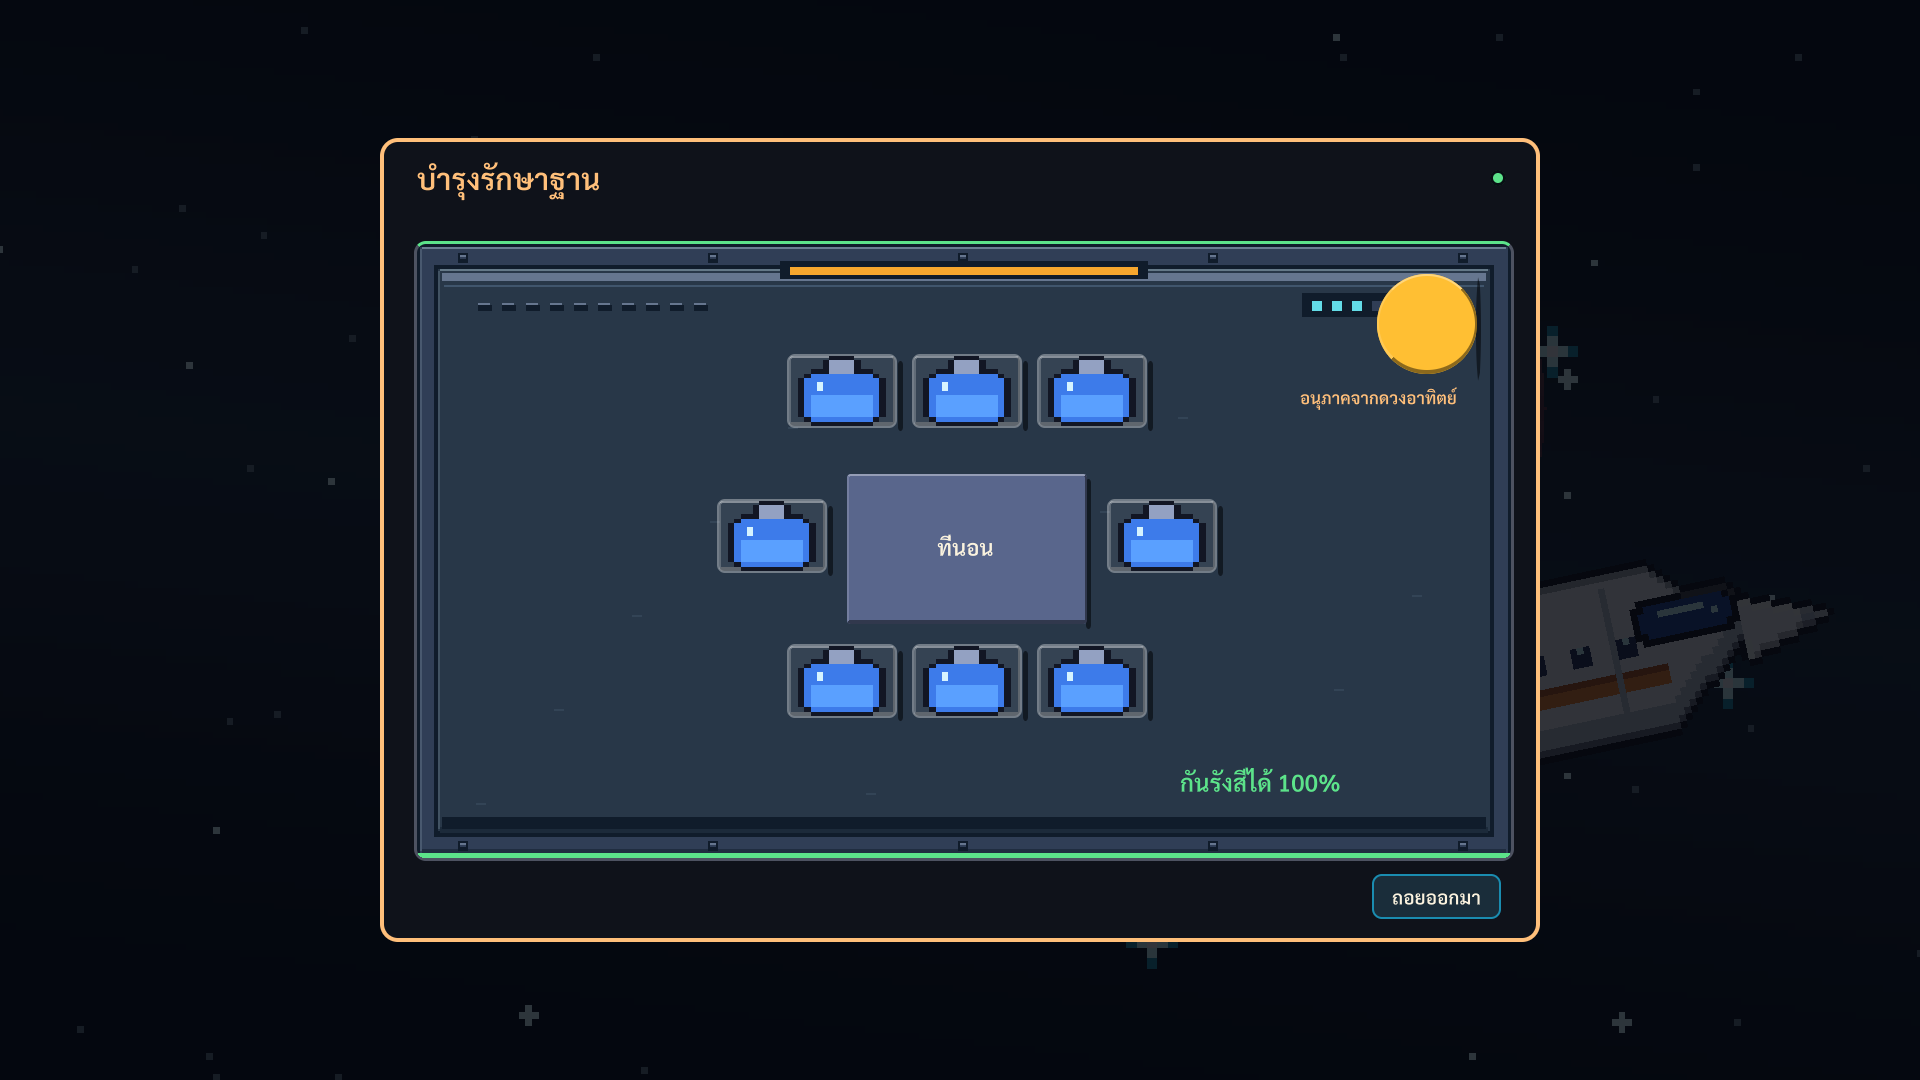 บำรุงรักษาฐาน
อนุภาคจากดวงอาทิตย์
ที่นอน
กันรังสีได้ 100%
ถอยออกมา